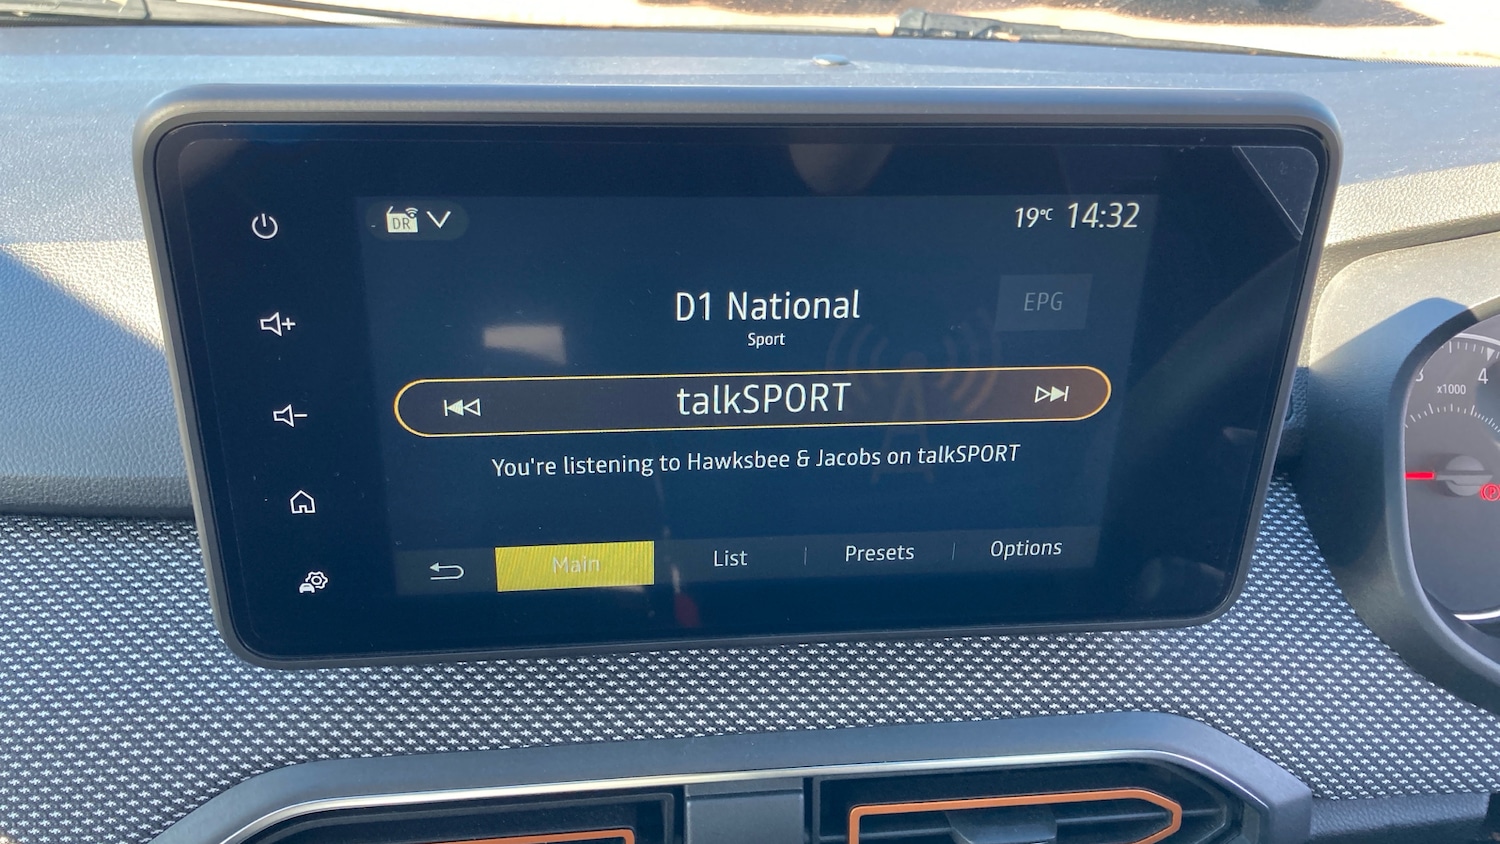 DR
19°C 14:32
D1 National
EPG
Sport
talkSPORT
You're listening to Hawksbee & Jacobs on talkSPORT
Main List Presets Options
3 4
x1000